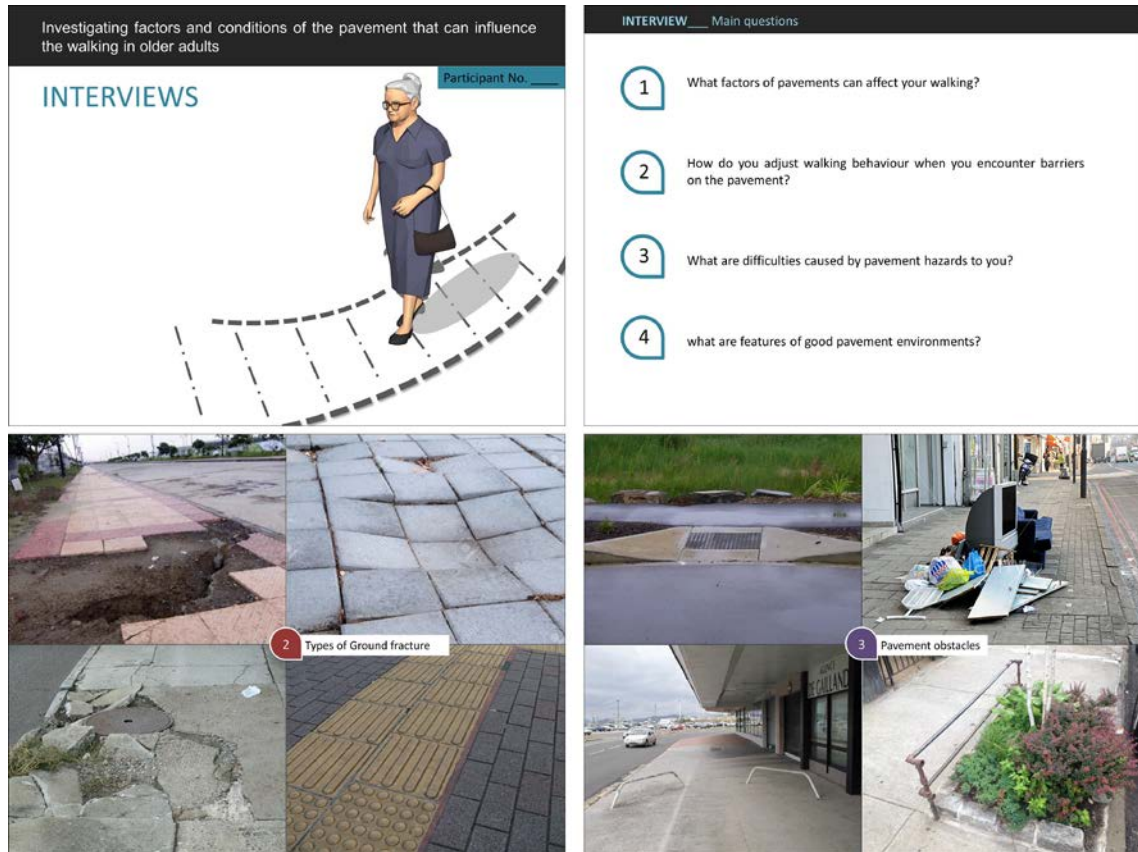 Investigating factors and conditions of the pavement that can influence
the walking in older adults
Participant No. ____
INTERVIEWS
INTERVIEW___ Main questions
1
What factors of pavements can affect your walking?
2
How do you adjust walking behaviour when you encounter barriers
on the pavement?
3
What are difficulties caused by pavement hazards to you?
4
what are features of good pavement environments?
2 Types of Ground fracture
3 Pavement obstacles
DE GAILLAND